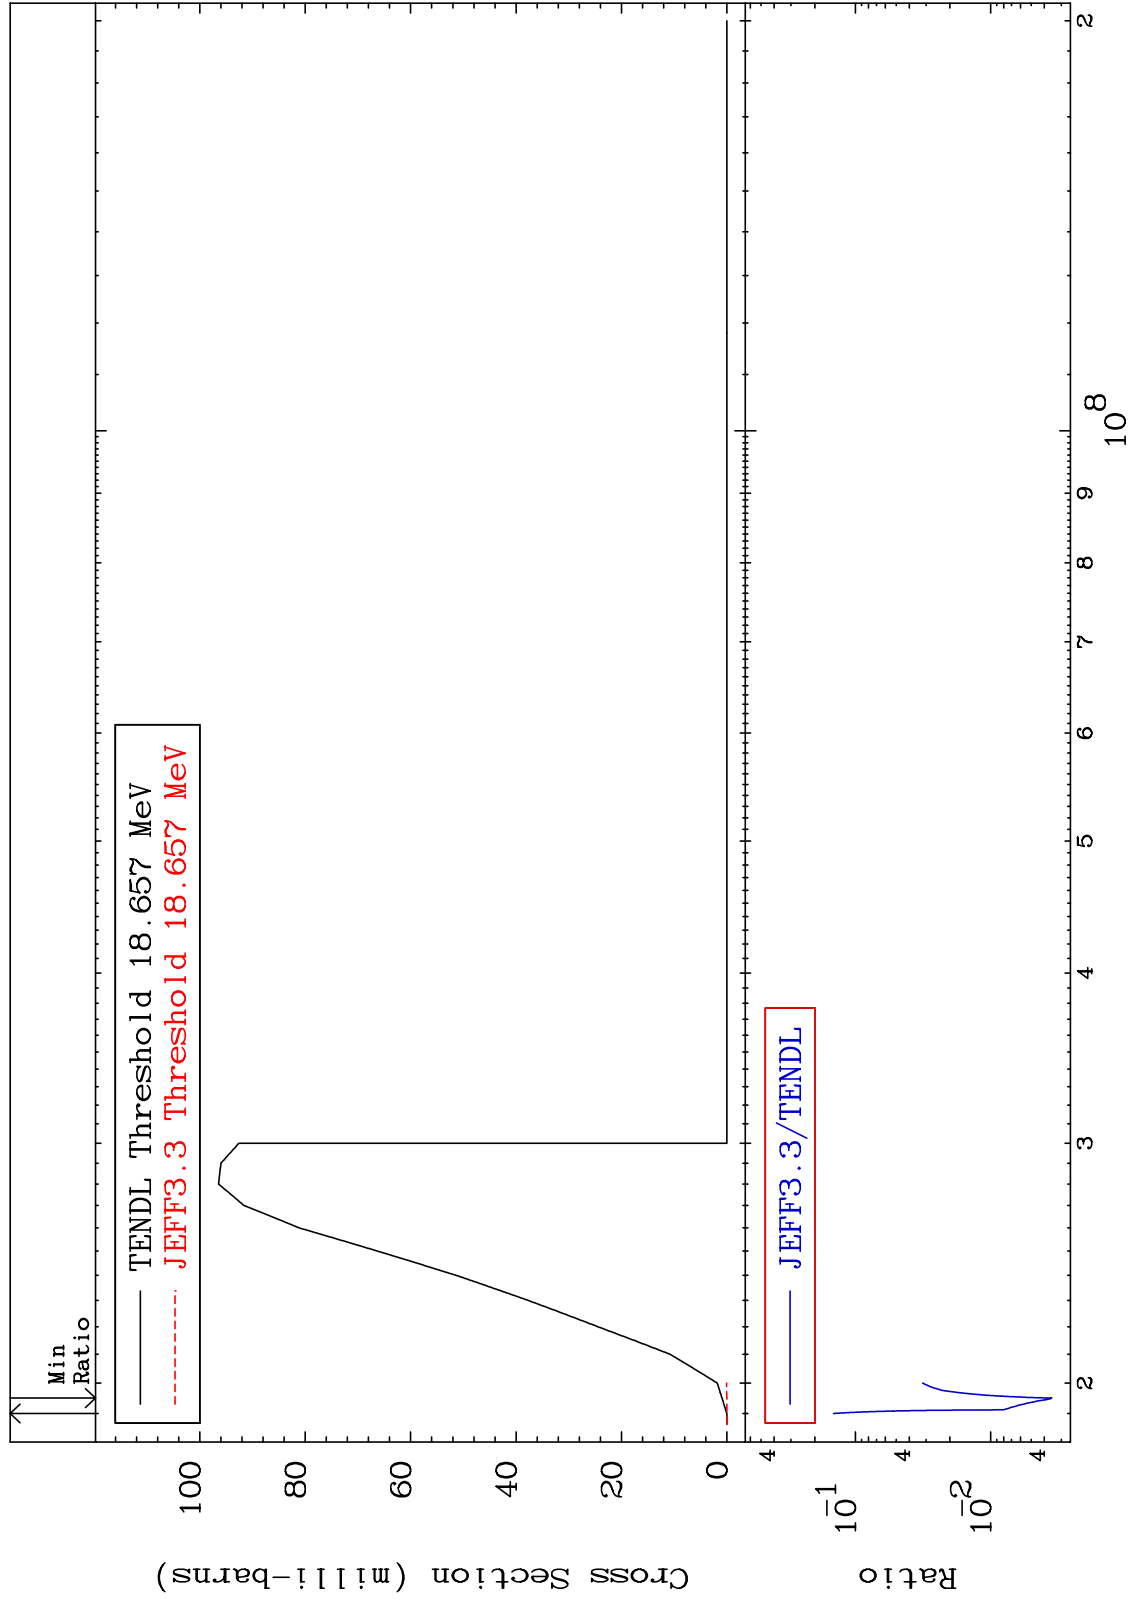 Min
Ratio
TENDL Threshold 18.657 MeV
JEFF3.3 Threshold 18.657 MeV
100
80
60
40
20
0
Cross Section (milli-barns)
JEFF3.3/TENDL
4
10^-1
4
10^-2
4
Ratio
2 3 4 5 6 7 8 9 10^8 2